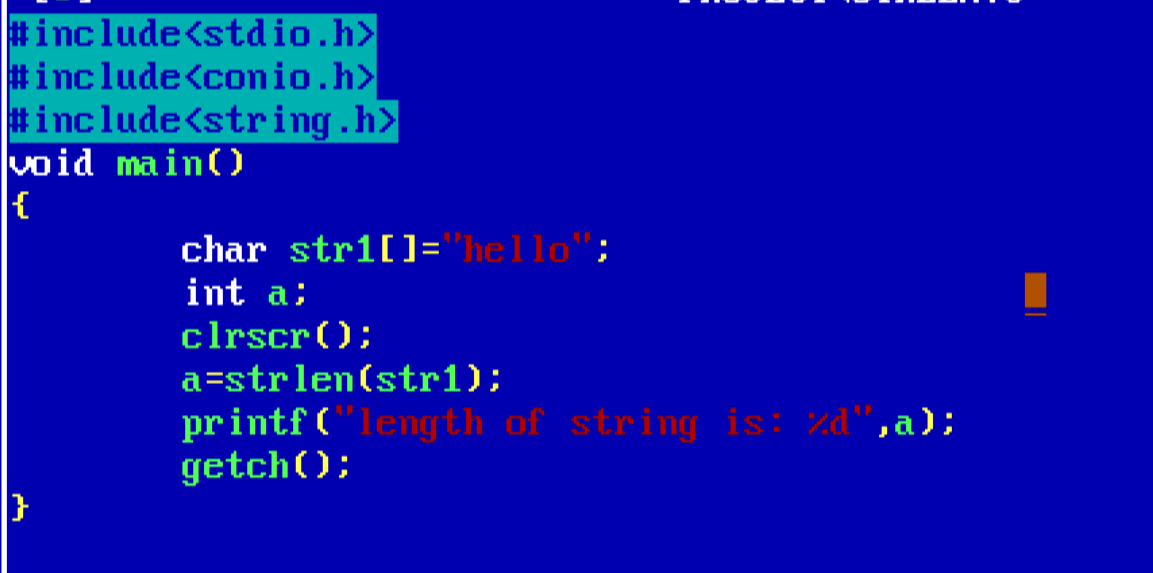 #include<stdio.h>
#include<conio.h>
#include<string.h>
void main()
{
char str1[]="hello";
int a;
clrscr();
a=strlen(str1);
printf("length of string is: %d",a);
getch();
}